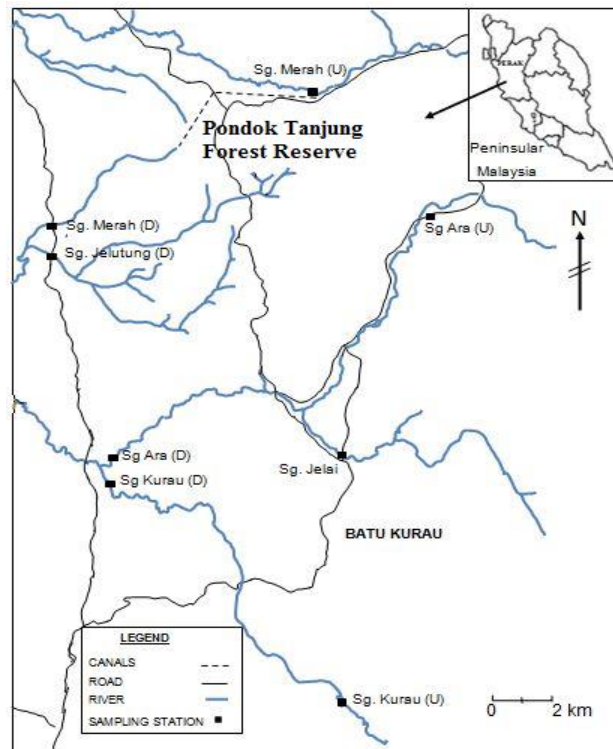 Sg. Merah (U)
PERAK
Peninsular
Malaysia
Pondok Tanjung
Forest Reserve
N
Sg. Merah (D)
Sg. Jelutung (D)
Sg Ara (U)
Sg Ara (D)
Sg Kurau (D)
Sg. Jelai
BATU KURAU
LEGEND
CANALS
ROAD
RIVER
SAMPLING STATION
Sg. Kurau (U)
0 2 km